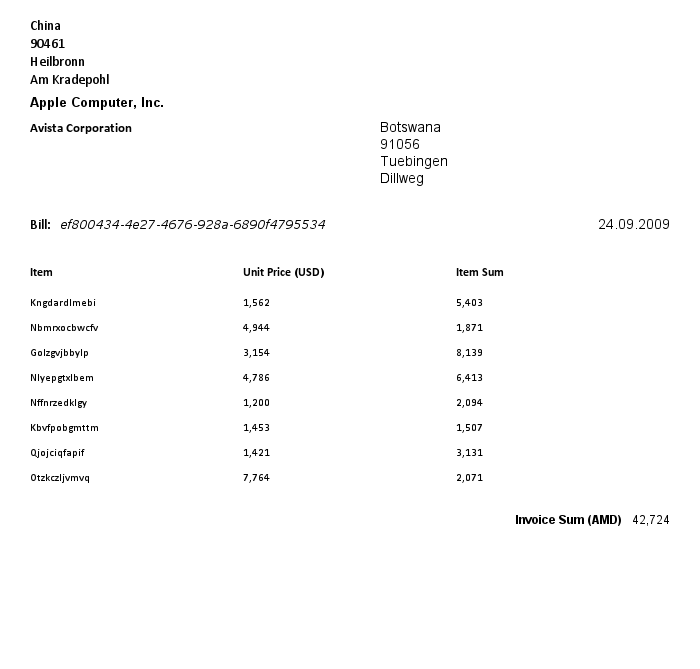 China
90461
Heilbronn
Am Kradepohl
Apple Computer, Inc.
Avista Corporation
Botswana
91056
Tuebingen
Dillweg
Bill: ef800434-4e27-4676-928a-6890f4795534 24.09.2009
Item Unit Price (USD) Item Sum
Kngdardlmebi 1,562 5,403
Nbmrxocbwcfv 4,944 1,871
Golzgvjbbylp 3,154 8,139
Nlyepgtxlbem 4,786 6,413
Nffnrzedklgy 1,200 2,094
Kbvfpobgmttm 1,453 1,507
Qjojciqfapif 1,421 3,131
Otzkczljvmvq 7,764 2,071
Invoice Sum (AMD) 42,724